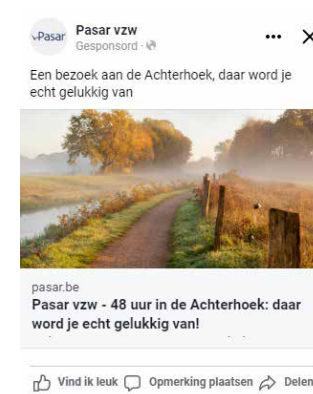 Pasar
Pasar vzw
Gesponsord ·
Een bezoek aan de Achterhoek, daar word je
echt gelukkig van
pasar.be
Pasar vzw - 48 uur in de Achterhoek: daar
word je echt gelukkig van!
Vind ik leuk Opmerking plaatsen Delen